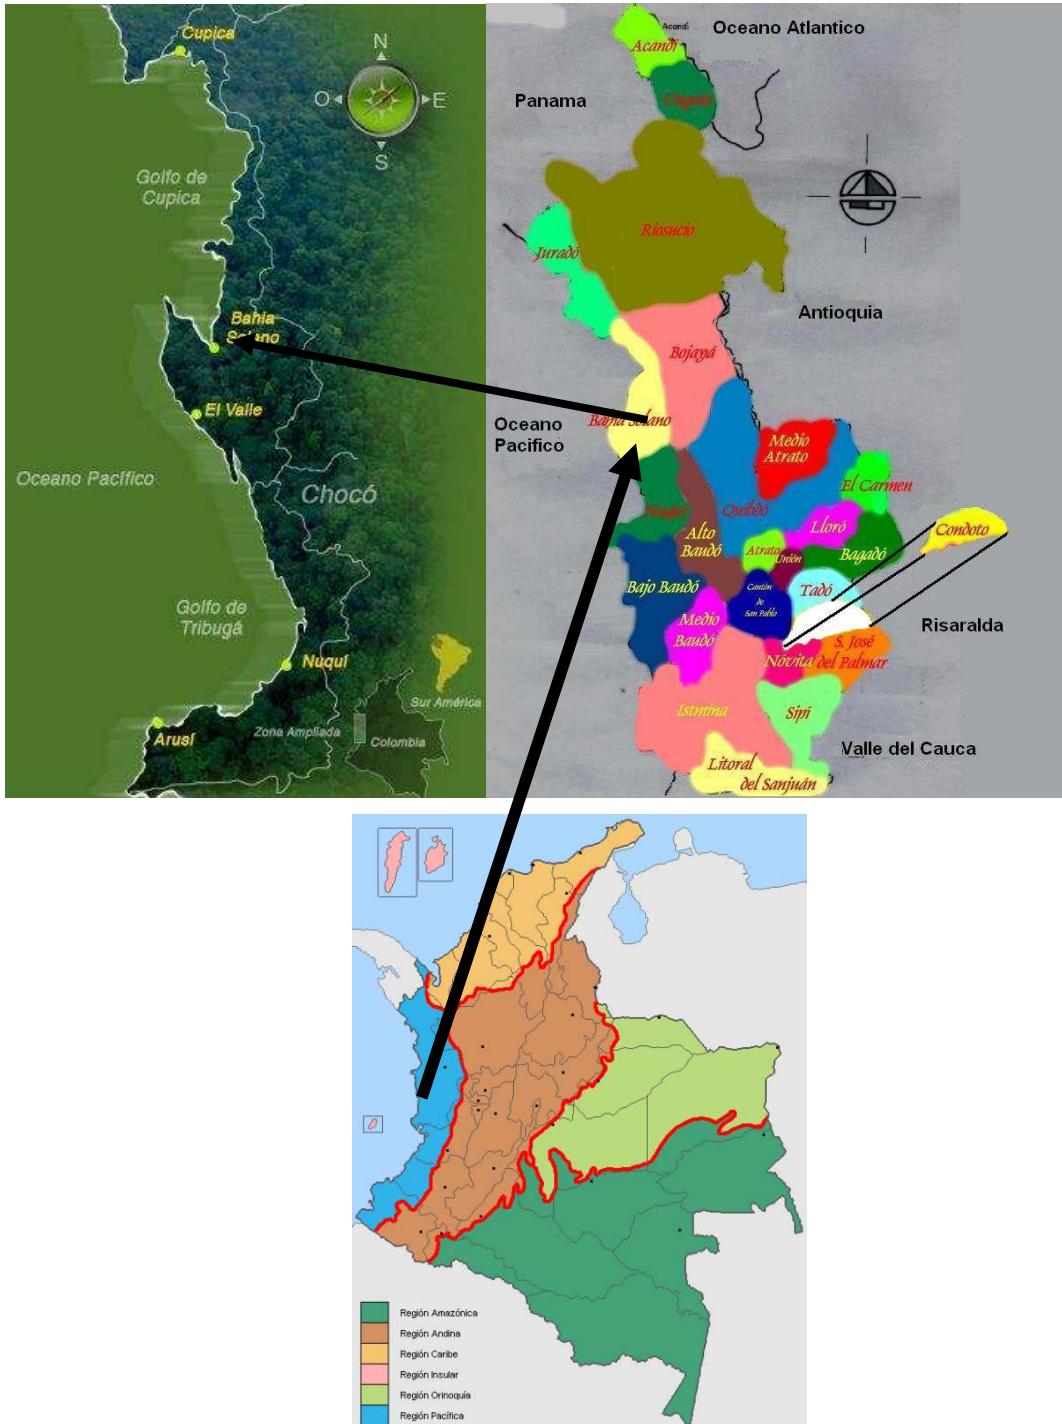 Cupica
N
O
E
S
Golfo de
Cupica
Bahía
Solano
El Valle
Oceano Pacífico
Chocó
Golfo de
Tribugá
Nuquí
Arusí
Zona Ampliada
Colombia
Sur América
Acandí
Oceano Atlantico
Acandí
Panama
Unguía
Riosucio
Juradó
Antioquia
Bojayá
Oceano
Pacifico
Bahía Solano
Medio
Atrato
El Carmen
Nuquí
Alto
Baudó
Quibdó
Lloró
Condoto
Atrato
Unión
Bagadó
Bajo Baudó
Cantón
de
San Pablo
Tadó
Medio
Baudó
Risaralda
Nóvita
S. José
del Palmar
Istmina
Sipí
Valle del Cauca
Litoral
del Sanjuán
Región Amazónica
Región Andina
Región Caribe
Región Insular
Región Orinoquía
Región Pacífica